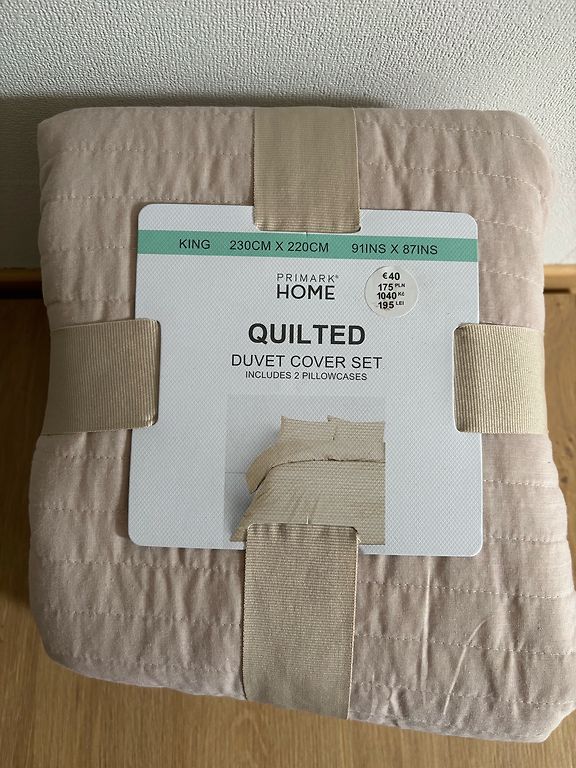 KING 230CM X 220CM 91INS X 87INS
PRIMARK®
HOME
€40
175 PLN
1040 Kč
195 LEI
QUILTED
DUVET COVER SET
INCLUDES 2 PILLOWCASES